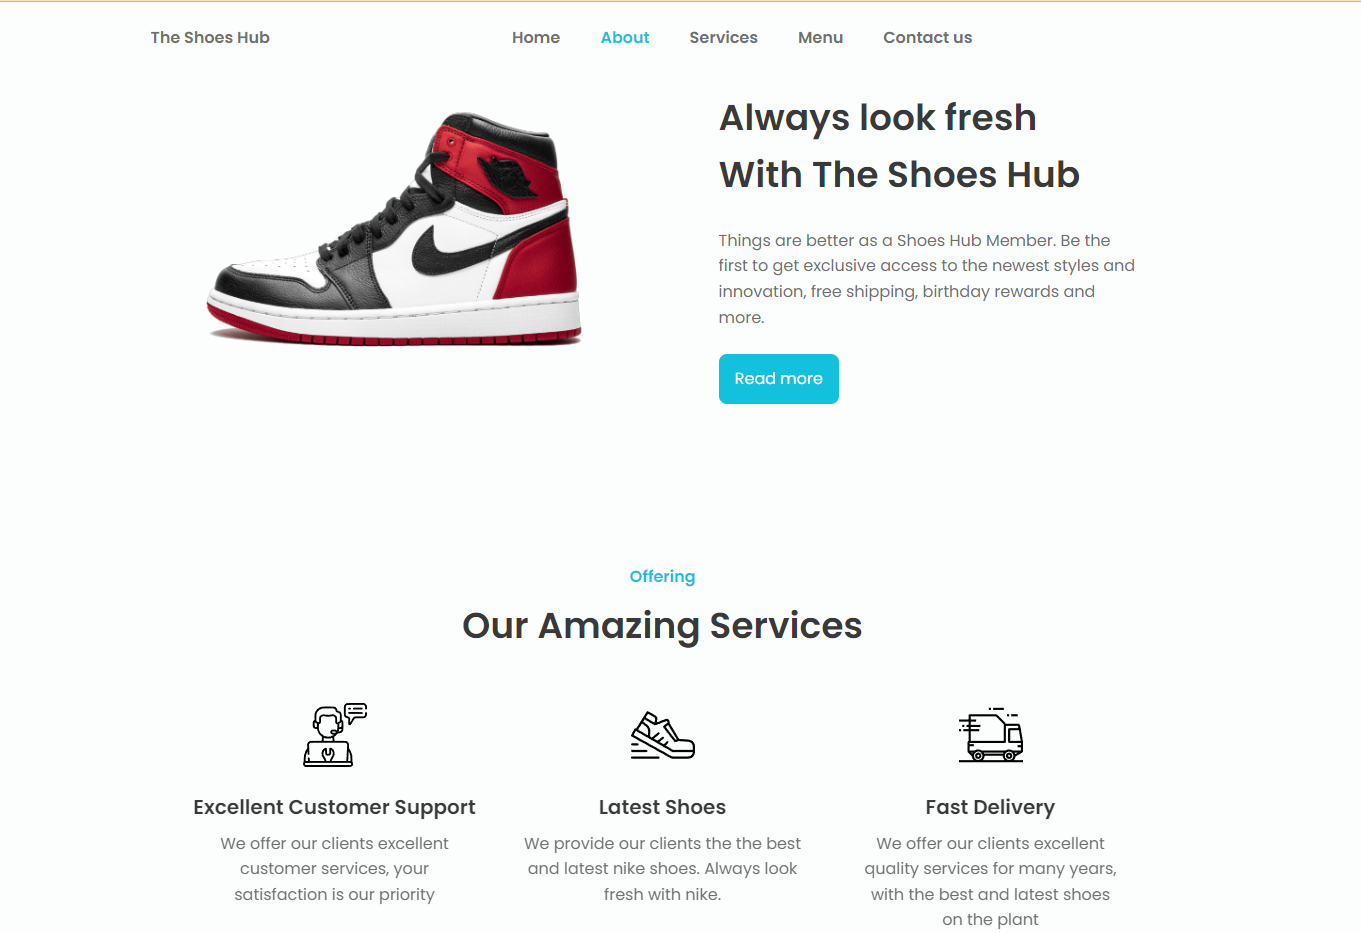 The Shoes Hub
Home About Services Menu Contact us
Always look fresh
With The Shoes Hub
Things are better as a Shoes Hub Member. Be the
first to get exclusive access to the newest styles and
innovation, free shipping, birthday rewards and
more.
Read more
Offering
Our Amazing Services
Excellent Customer Support
We offer our clients excellent
customer services, your
satisfaction is our priority
Latest Shoes
We provide our clients the the best
and latest nike shoes. Always look
fresh with nike.
Fast Delivery
We offer our clients excellent
quality services for many years,
with the best and latest shoes
on the plant